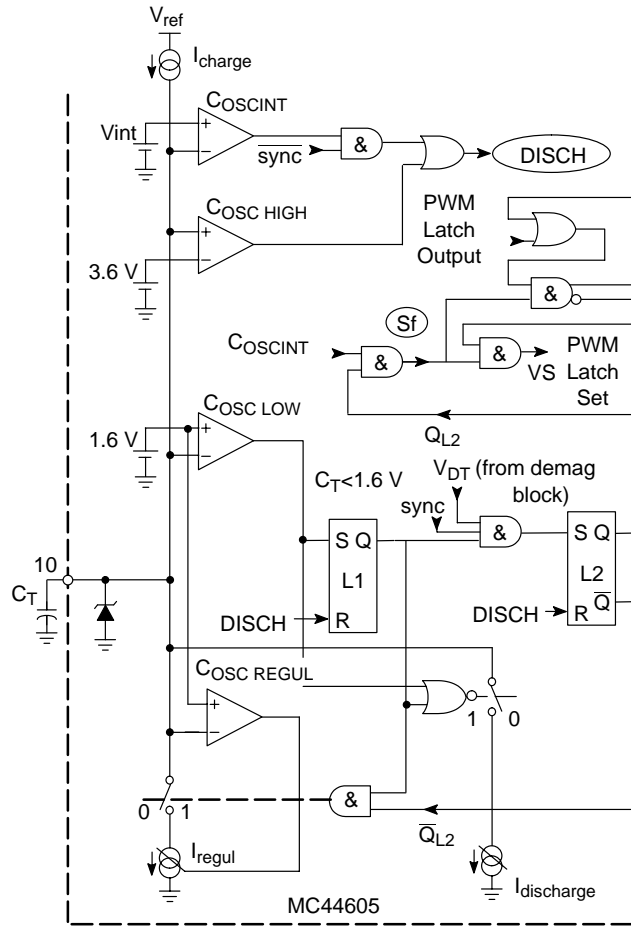 Vref
Icharge
COSCINT
Vint
sync
&
DISCH
COSC HIGH
PWM
Latch
Output
3.6 V
&
Sf
COSCINT
&
&
VS
PWM
Latch
Set
QL2
COSC LOW
1.6 V
CT<1.6 V
VDT (from demag
block)
sync
&
S Q
L1
R
DISCH
S Q
L2
Q
R
DISCH
10
CT
COSC REGUL
1 0
0 1
&
QL2
Iregul
Idischarge
MC44605